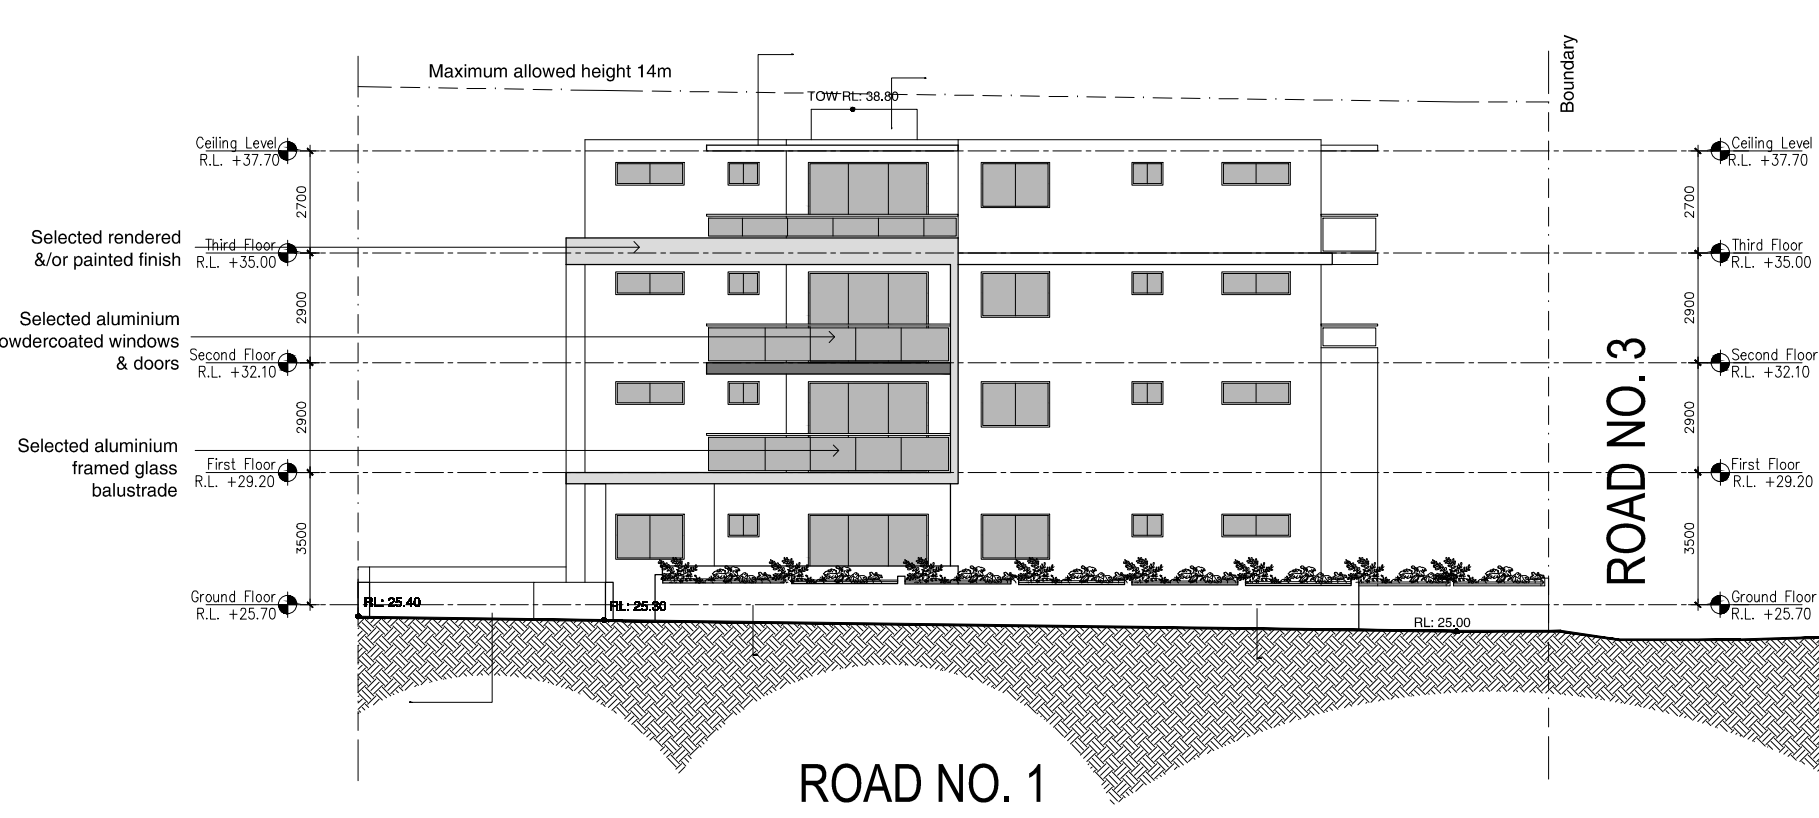 Boundary
Maximum allowed height 14m
TOW RL: 38.80
Ceiling Level
R.L. +37.70
Ceiling Level
R.L. +37.70
2700
2700
Selected rendered
&/or painted finish
Third Floor
R.L. +35.00
Third Floor
R.L. +35.00
2900
2900
Selected aluminium
owdercoated windows
& doors
Second Floor
R.L. +32.10
Second Floor
R.L. +32.10
2900
2900
ROAD NO. 3
Selected aluminium
framed glass
balustrade
First Floor
R.L. +29.20
First Floor
R.L. +29.20
3500
3500
Ground Floor
R.L. +25.70
RL: 25.40
RL: 25.30
RL: 25.00
Ground Floor
R.L. +25.70
ROAD NO. 1